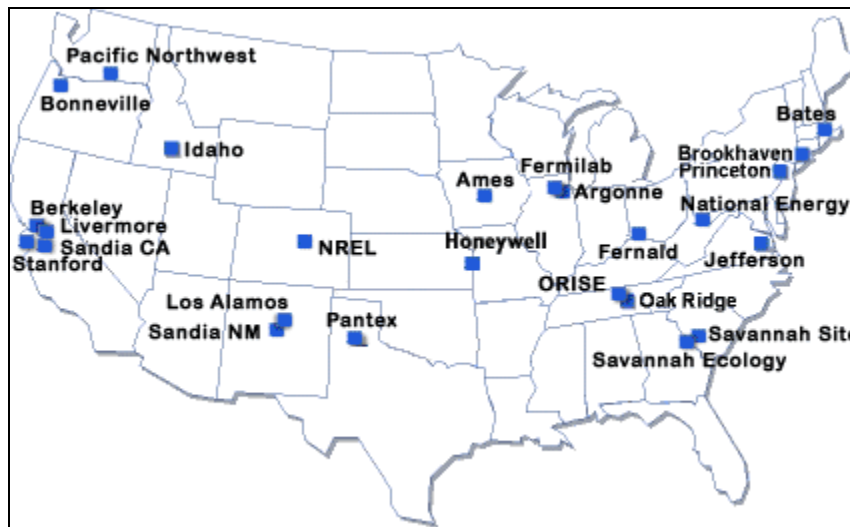 Pacific Northwest
Bonneville
Bates
Idaho
Fermilab
Brookhaven
Princeton
Ames
Argonne
National Energy
Berkeley
Livermore
Sandia CA
Stanford
NREL
Honeywell
Fernald
Jefferson
ORISE
Oak Ridge
Los Alamos
Sandia NM
Pantex
Savannah Site
Savannah Ecology